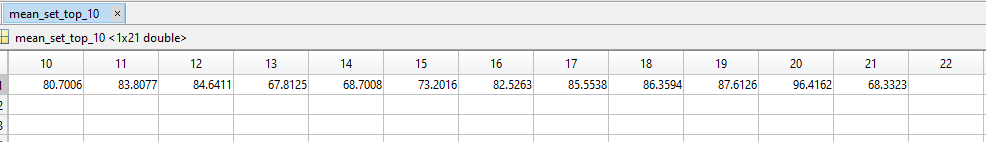 mean_set_top_10 ×
mean_set_top_10 <1x21 double>
10 11 12 13 14 15 16 17 18 19 20 21 22
80.7006 83.8077 84.6411 67.8125 68.7008 73.2016 82.5263 85.5538 86.3594 87.6126 96.4162 68.3323
2
3